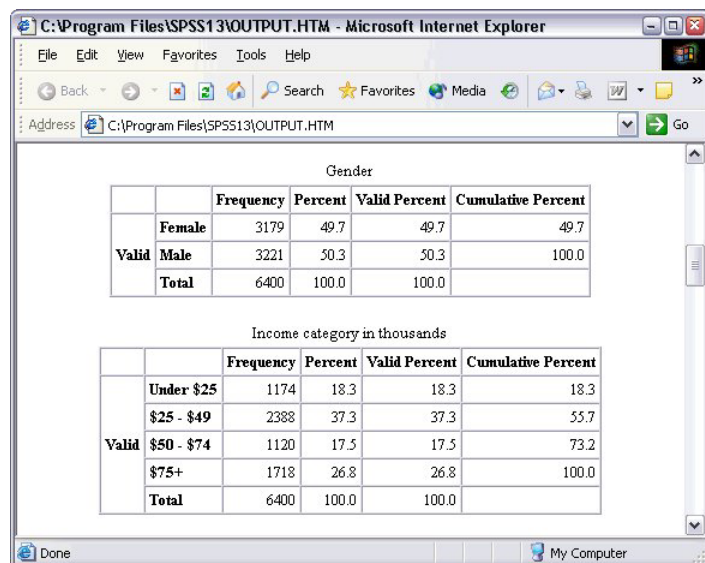 C:\Program Files\SPSS13\OUTPUT.HTM - Microsoft Internet Explorer
File Edit View Favorites Tools Help
Back Search Favorites Media W »
Address C:\Program Files\SPSS13\OUTPUT.HTM Go
Gender
Frequency Percent Valid Percent Cumulative Percent
Female 3179 49.7 49.7 49.7
Valid Male 3221 50.3 50.3 100.0
Total 6400 100.0 100.0
Income category in thousands
Frequency Percent Valid Percent Cumulative Percent
Under $25 1174 18.3 18.3 18.3
$25 - $49 2388 37.3 37.3 55.7
Valid $50 - $74 1120 17.5 17.5 73.2
$75+ 1718 26.8 26.8 100.0
Total 6400 100.0 100.0
Done My Computer